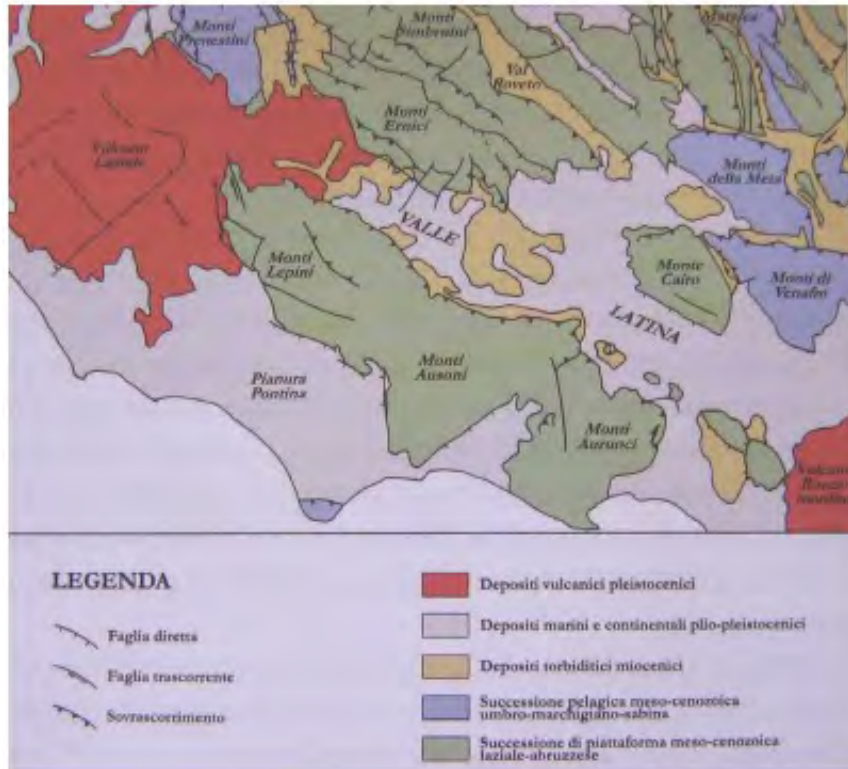 Monti
Prenestini
Monti
Simbruini
Marsica
Val
Roveto
Monti
Ernici
Vulcano
Laziale
Monti
della Meta
VALLE
Monti
Lepini
Monte
Cairo
Monti di
Venafro
LATINA
Pianura
Pontina
Monti
Ausoni
Monti
Aurunci
Vulcano
LEGENDA
Faglia diretta
Faglia trascorrente
Sovrascorrimento
Depositi vulcanici pleistocenici
Depositi marini e continentali plio-pleistocenici
Depositi torbiditici miocenici
Successione pelagica meso-cenozoica
umbro-marchigiano-sabina
Successione di piattaforma meso-cenozoica
laziale-abruzzese